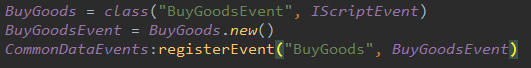 BuyGoods = class("BuyGoodsEvent", IScriptEvent)
BuyGoodsEvent = BuyGoods.new()
CommonDataEvents:registerEvent("BuyGoods", BuyGoodsEvent)